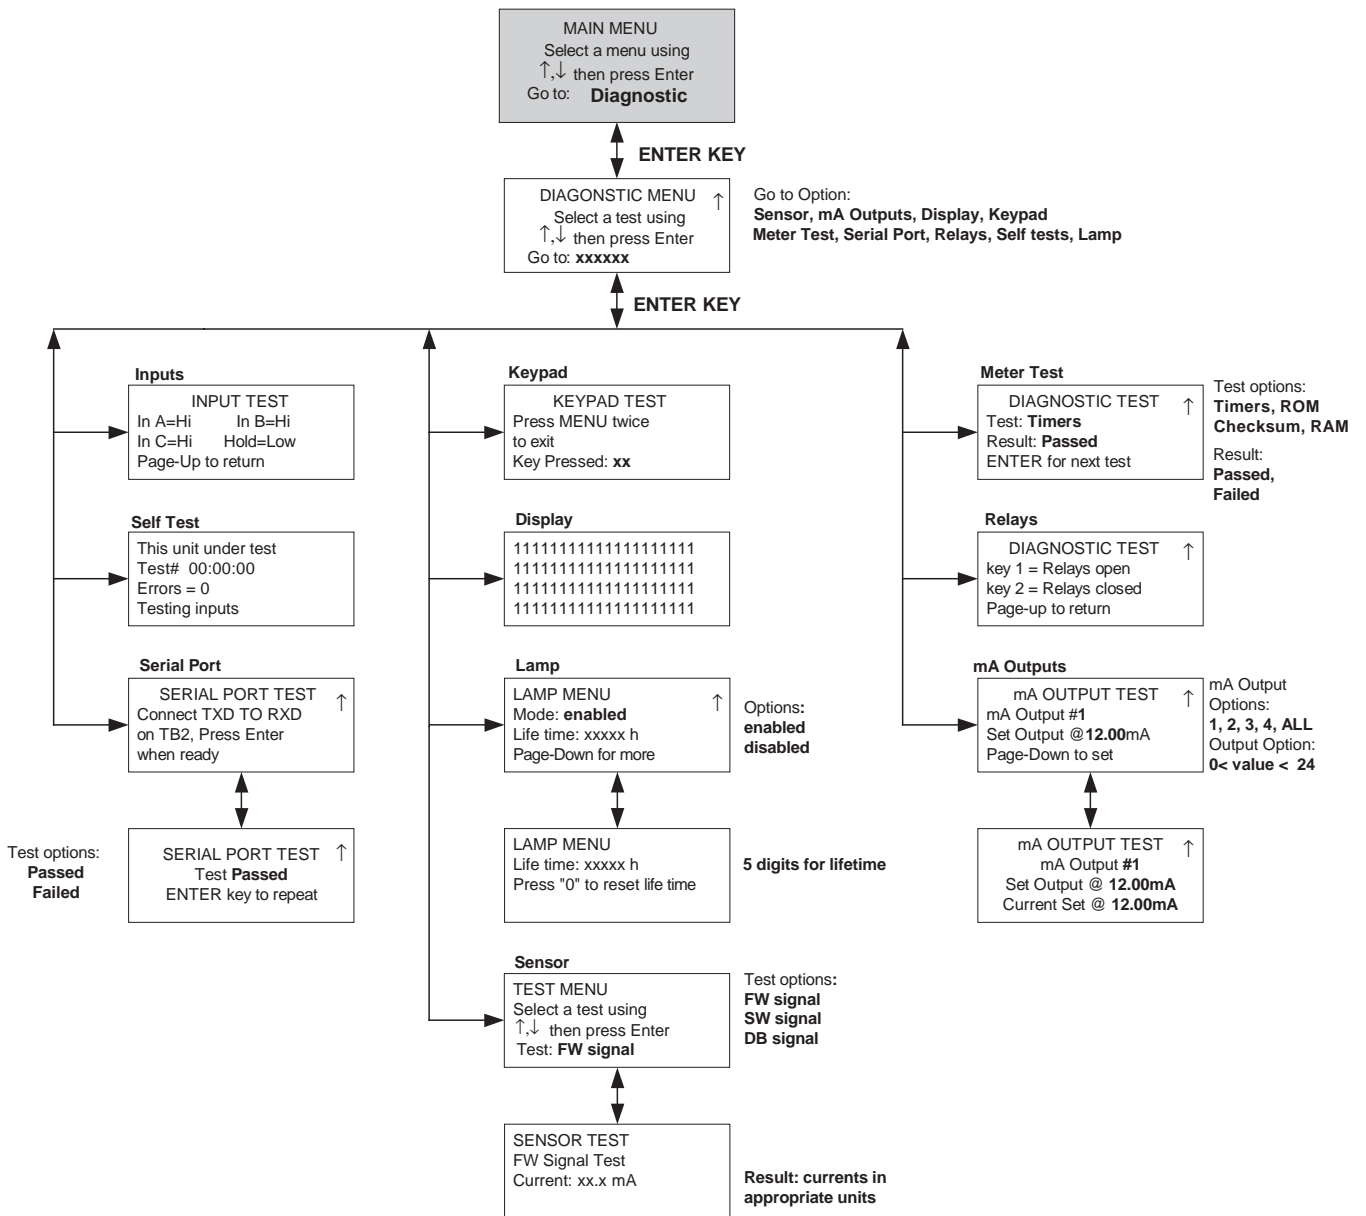 MAIN MENU
Select a menu using
↑,↓ then press Enter
Go to: Diagnostic
ENTER KEY
DIAGONSTIC MENU ↑
Select a test using
↑,↓ then press Enter
Go to: xxxxxx
Go to Option:
Sensor, mA Outputs, Display, Keypad
Meter Test, Serial Port, Relays, Self tests, Lamp
ENTER KEY
Inputs
INPUT TEST
In A=Hi In B=Hi
In C=Hi Hold=Low
Page-Up to return
Self Test
This unit under test
Test# 00:00:00
Errors = 0
Testing inputs
Serial Port
SERIAL PORT TEST ↑
Connect TXD TO RXD
on TB2, Press Enter
when ready
Test options:
Passed
Failed
SERIAL PORT TEST ↑
Test Passed
ENTER key to repeat
Keypad
KEYPAD TEST
Press MENU twice
to exit
Key Pressed: xx
Display
11111111111111111111
11111111111111111111
11111111111111111111
11111111111111111111
Lamp
LAMP MENU ↑
Mode: enabled
Life time: xxxxx h
Page-Down for more
Options:
enabled
disabled
LAMP MENU
Life time: xxxxx h
Press "0" to reset life time
5 digits for lifetime
Sensor
TEST MENU
Select a test using
↑,↓ then press Enter
Test: FW signal
Test options:
FW signal
SW signal
DB signal
SENSOR TEST
FW Signal Test
Current: xx.x mA
Result: currents in
appropriate units
Meter Test
DIAGNOSTIC TEST ↑
Test: Timers
Result: Passed
ENTER for next test
Test options:
Timers, ROM
Checksum, RAM
Result:
Passed,
Failed
Relays
DIAGNOSTIC TEST ↑
key 1 = Relays open
key 2 = Relays closed
Page-up to return
mA Outputs
mA OUTPUT TEST ↑
mA Output #1
Set Output @12.00mA
Page-Down to set
mA Output
Options:
1, 2, 3, 4, ALL
Output Option:
0< value < 24
mA OUTPUT TEST ↑
mA Output #1
Set Output @ 12.00mA
Current Set @ 12.00mA